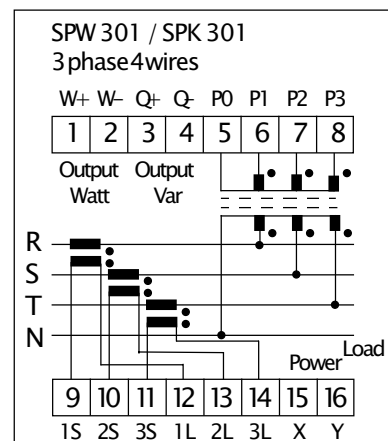 SPW 301 / SPK 301
3 phase 4 wires
W+ W- Q+ Q- P0 P1 P2 P3
1 2 3 4 5 6 7 8
Output Output
Watt Var
R
S
T
N
Load
Power
9 10 11 12 13 14 15 16
1S 2S 3S 1L 2L 3L X Y